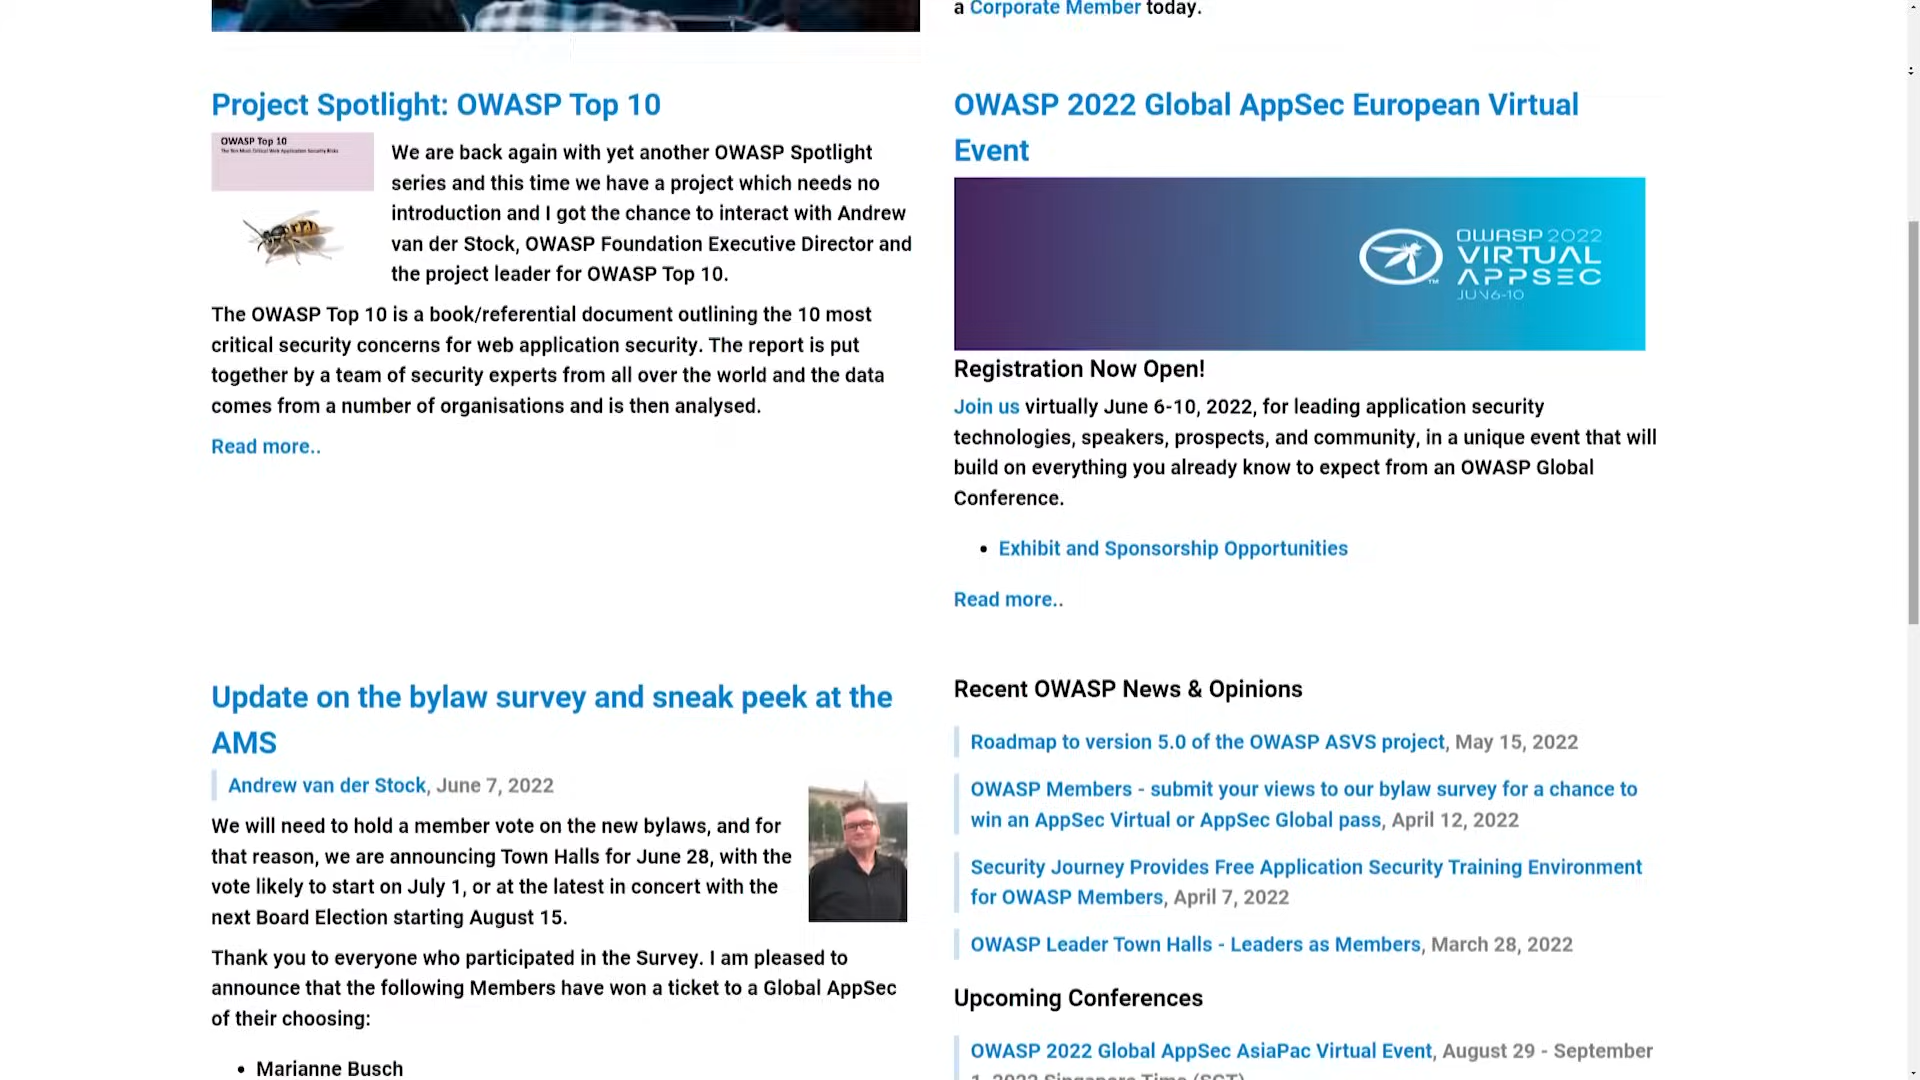 a Corporate Member today.
Project Spotlight: OWASP Top 10
OWASP Top 10
The Ten Most Critical Web Application Security Risks
We are back again with yet another OWASP Spotlight
series and this time we have a project which needs no
introduction and I got the chance to interact with Andrew
van der Stock, OWASP Foundation Executive Director and
the project leader for OWASP Top 10.
The OWASP Top 10 is a book/referential document outlining the 10 most
critical security concerns for web application security. The report is put
together by a team of security experts from all over the world and the data
comes from a number of organisations and is then analysed.
Read more..
OWASP 2022 Global AppSec European Virtual
Event
OWASP 2022
VIRTUAL
APPSEC
JUN 6-10
TM
Registration Now Open!
Join us virtually June 6-10, 2022, for leading application security
technologies, speakers, prospects, and community, in a unique event that will
build on everything you already know to expect from an OWASP Global
Conference.
• Exhibit and Sponsorship Opportunities
Read more..
Update on the bylaw survey and sneak peek at the
AMS
Andrew van der Stock, June 7, 2022
We will need to hold a member vote on the new bylaws, and for
that reason, we are announcing Town Halls for June 28, with the
vote likely to start on July 1, or at the latest in concert with the
next Board Election starting August 15.
Thank you to everyone who participated in the Survey. I am pleased to
announce that the following Members have won a ticket to a Global AppSec
of their choosing:
• Marianne Busch
Recent OWASP News & Opinions
Roadmap to version 5.0 of the OWASP ASVS project, May 15, 2022
OWASP Members - submit your views to our bylaw survey for a chance to
win an AppSec Virtual or AppSec Global pass, April 12, 2022
Security Journey Provides Free Application Security Training Environment
for OWASP Members, April 7, 2022
OWASP Leader Town Halls - Leaders as Members, March 28, 2022
Upcoming Conferences
OWASP 2022 Global AppSec AsiaPac Virtual Event, August 29 - September
1, 2022 Singapore Time (SGT)